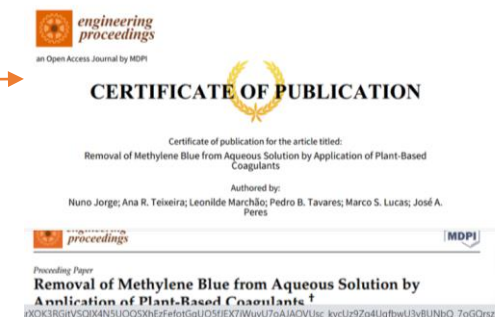 engineering
proceedings
an Open Access Journal by MDPI
CERTIFICATE OF PUBLICATION
Certificate of publication for the article titled:
Removal of Methylene Blue from Aqueous Solution by Application of Plant-Based
Coagulants
Authored by:
Nuno Jorge; Ana R. Teixeira; Leonilde Marchão; Pedro B. Tavares; Marco S. Lucas; José A.
Peres
proceedings
MDPI
Proceeding Paper
Removal of Methylene Blue from Aqueous Solution by
Application of Plant-Based Coagulants †